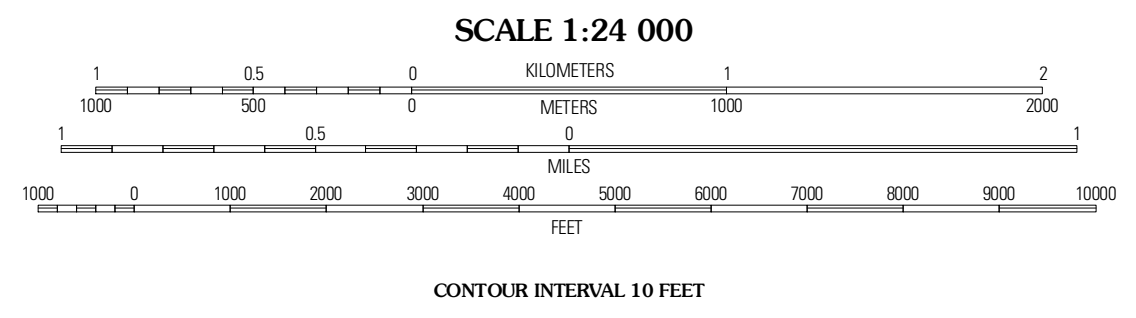 SCALE 1:24 000
1 0.5 0 KILOMETERS 1 2
1000 500 0 METERS 1000 2000
1 0.5 0 1
MILES
1000 0 1000 2000 3000 4000 5000 6000 7000 8000 9000 10000
FEET
CONTOUR INTERVAL 10 FEET